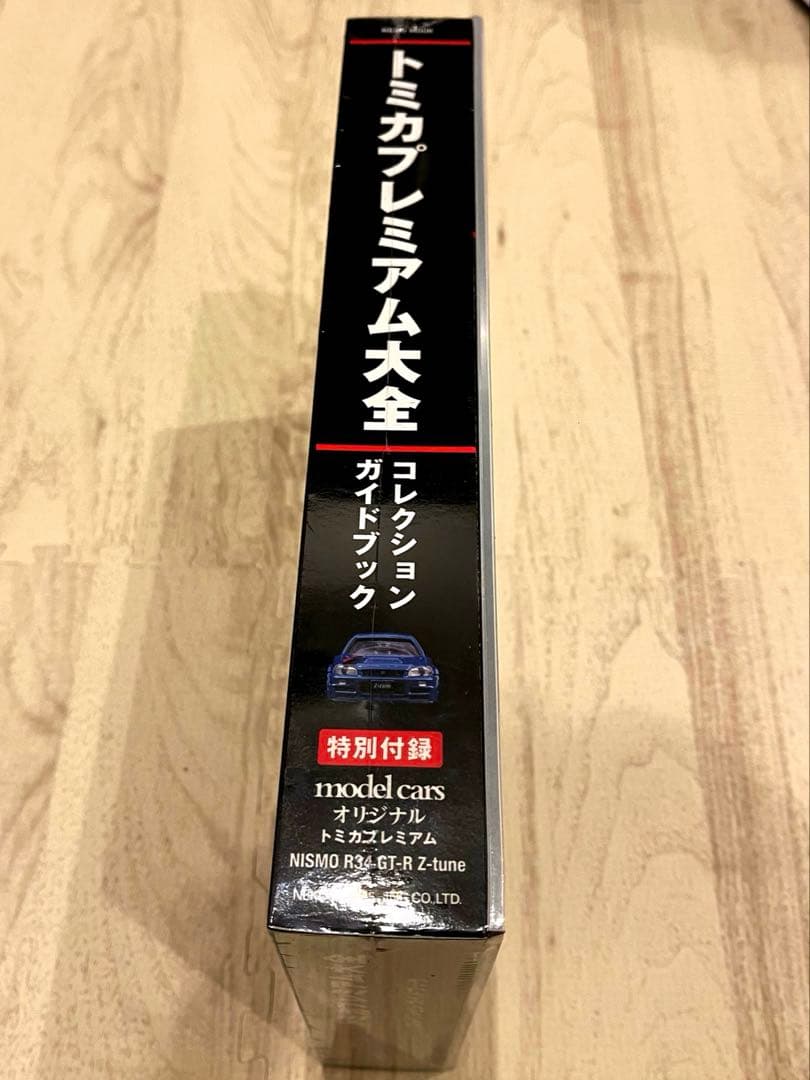 トミカプレミアム大全
コレクション
ガイドブック
特別付録
model cars
オリジナル
トミカプレミアム
NISMO R34 GT-R Z-tune
CO.,LTD.